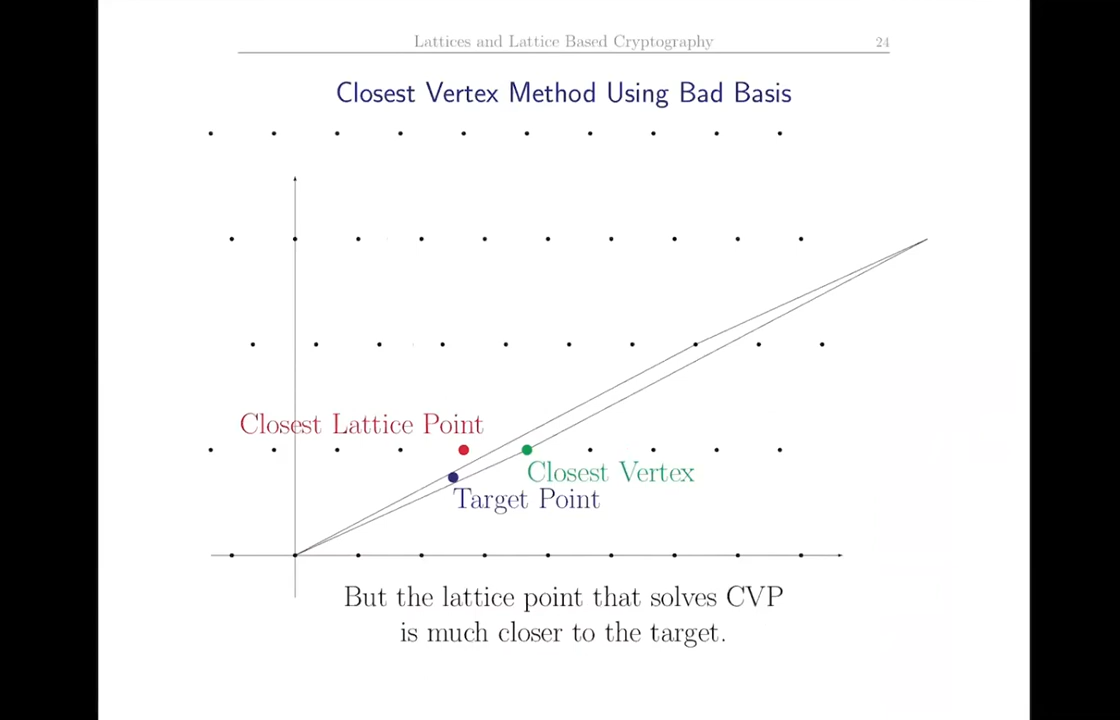 Lattices and Lattice Based Cryptography 24
Closest Vertex Method Using Bad Basis
Closest Lattice Point
Closest Vertex
Target Point
But the lattice point that solves CVP
is much closer to the target.